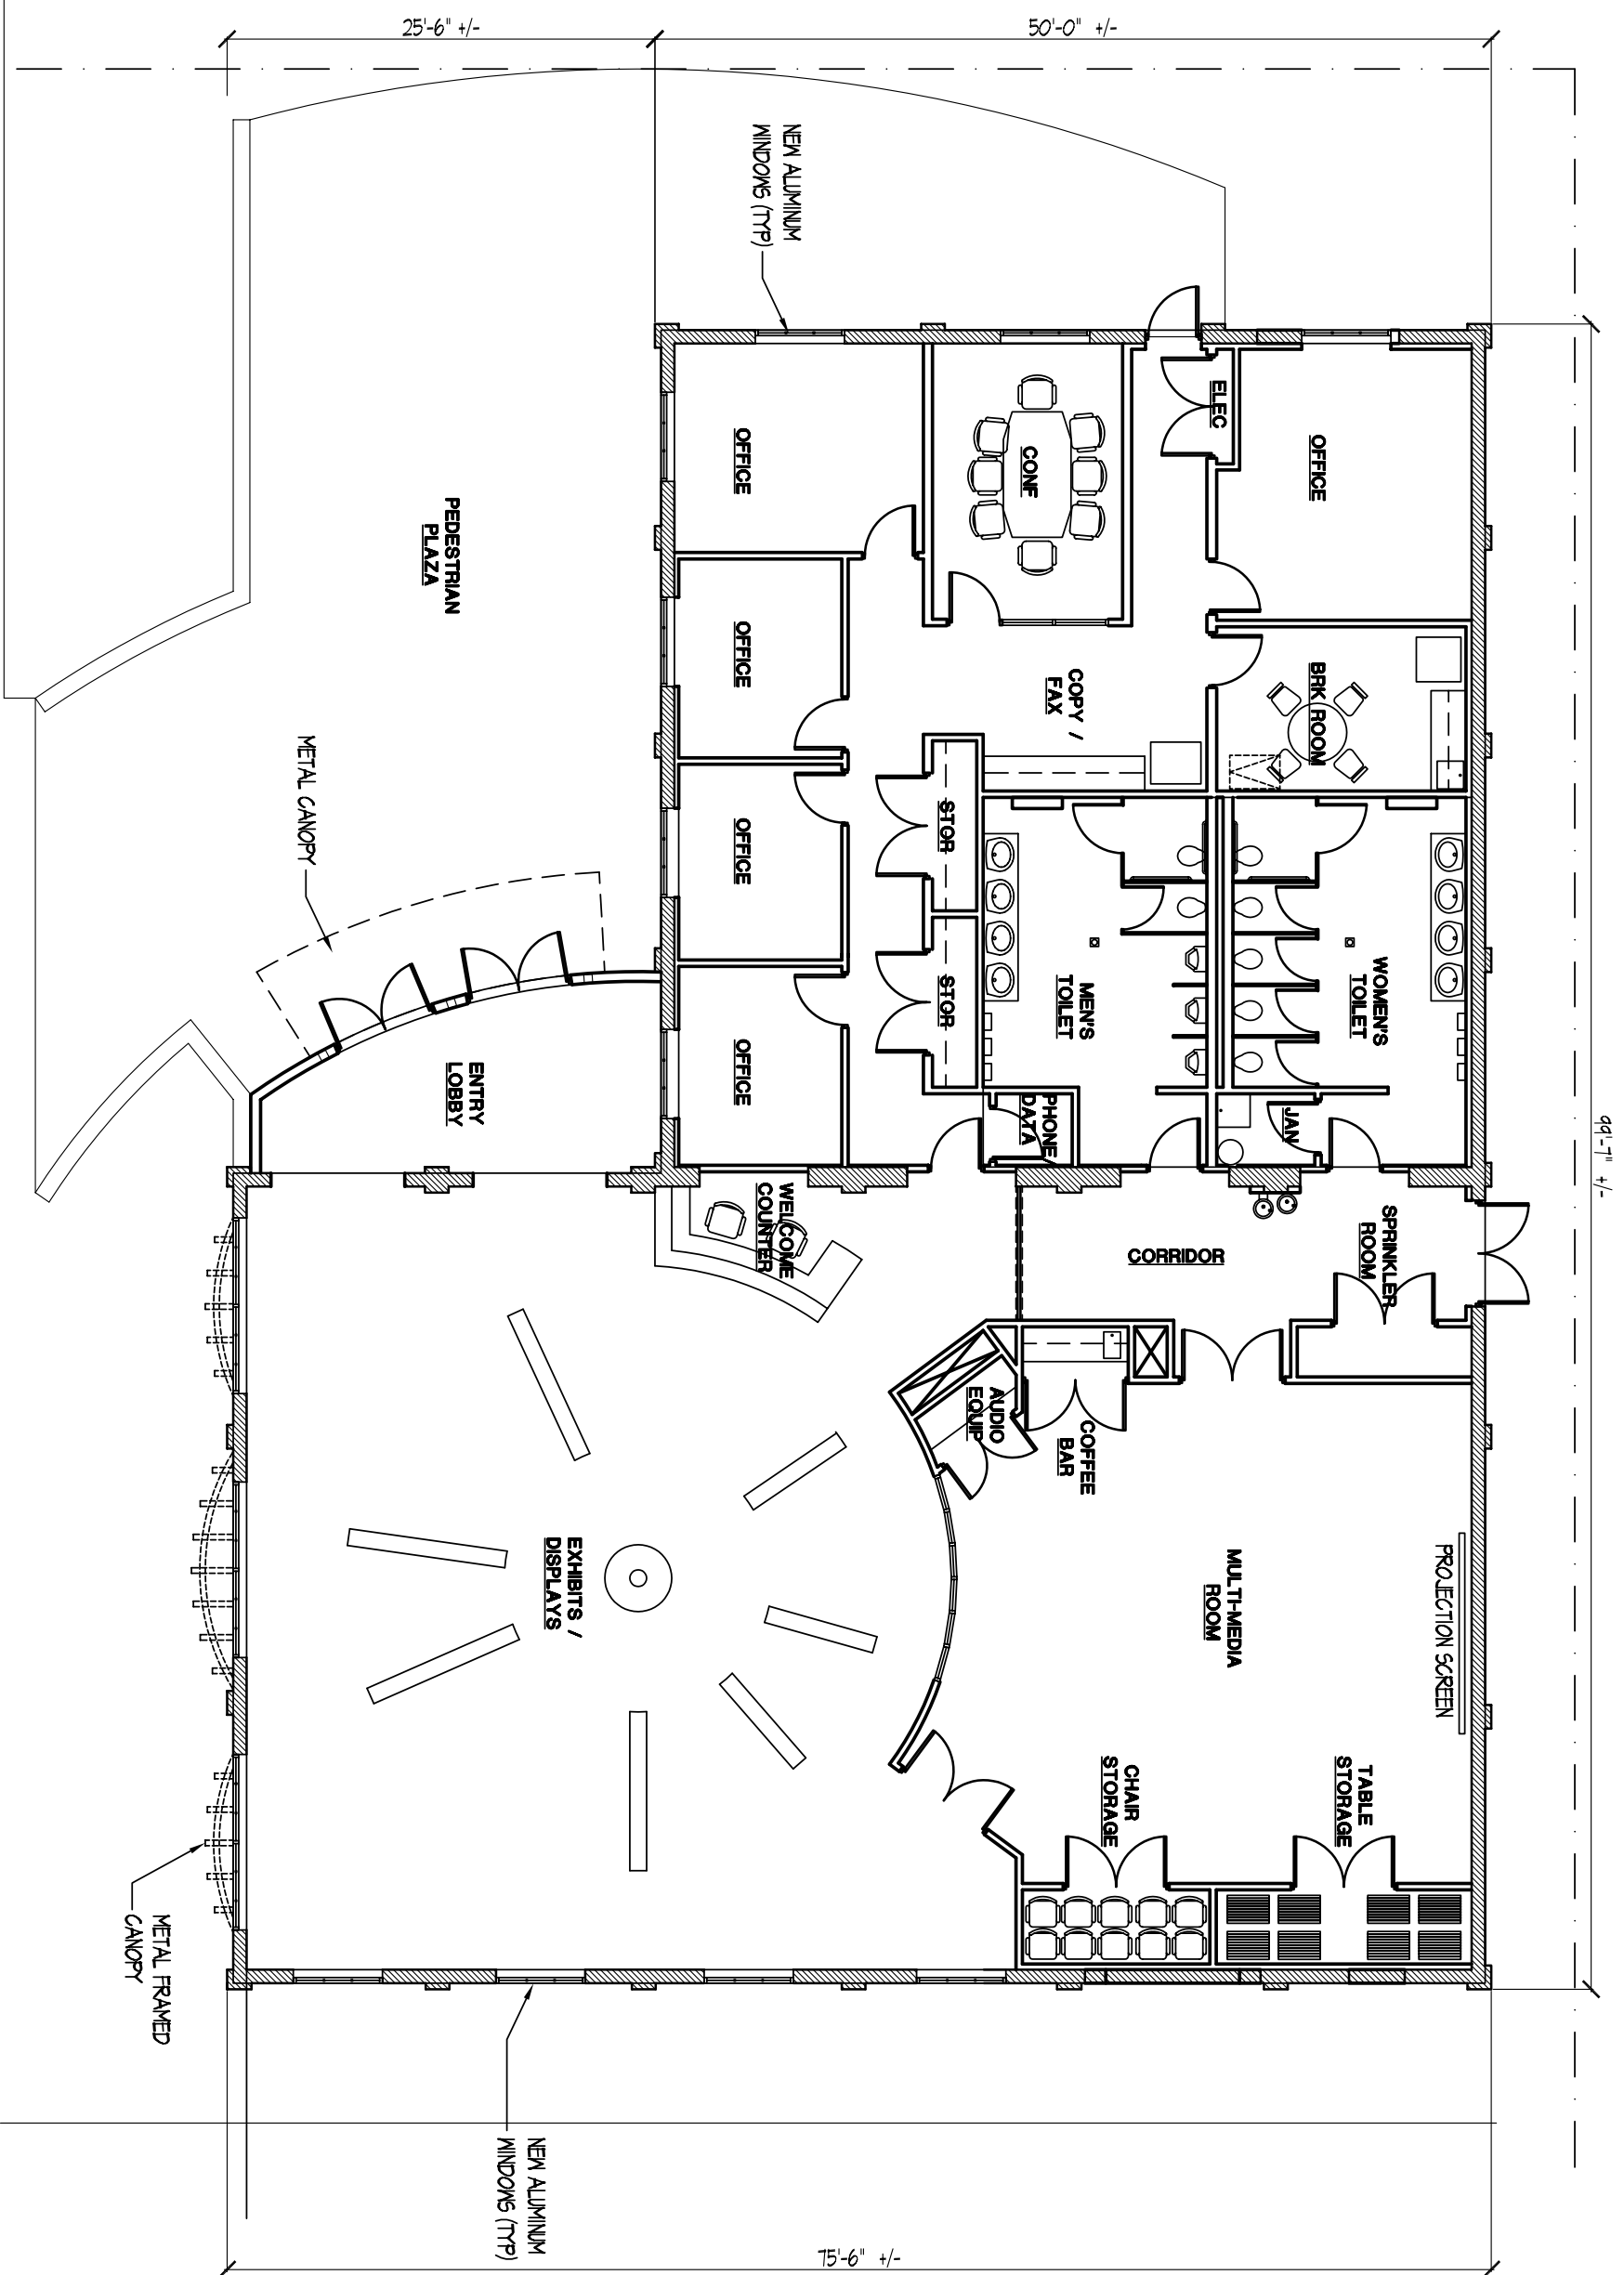 25'-6" +/-
50'-0" +/-
NEW ALUMINUM
WINDOWS (TYP)
OFFICE
CONF
ELEC
OFFICE
PEDESTRIAN
PLAZA
OFFICE
COPY /
FAX
BRK ROOM
METAL CANOPY
OFFICE
STOR
STOR
MEN'S
TOILET
WOMEN'S
TOILET
ENTRY
LOBBY
OFFICE
PHONE
DATA
JAN
99'-7" +/-
WELCOME
COUNTER
CORRIDOR
SPRINKLER
ROOM
AUDIO
EQUIP
COFFEE
BAR
EXHIBITS /
DISPLAYS
MULTI-MEDIA
ROOM
PROJECTION SCREEN
CHAIR
STORAGE
TABLE
STORAGE
METAL FRAMED
CANOPY
NEW ALUMINUM
WINDOWS (TYP)
75'-6" +/-